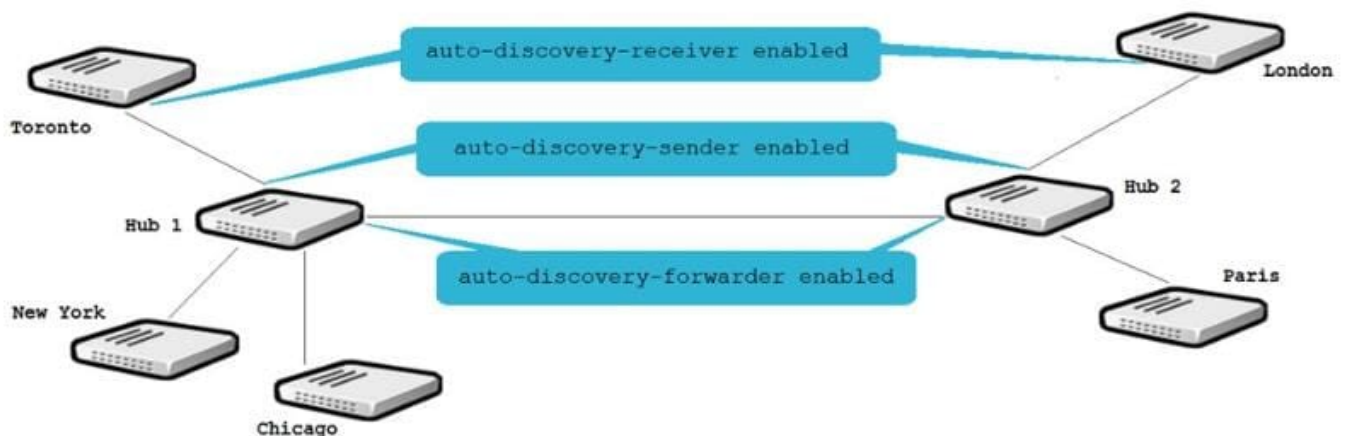 auto-discovery-receiver enabled
London
Toronto
auto-discovery-sender enabled
Hub 2
Hub 1
auto-discovery-forwarder enabled
Paris
New York
Chicago